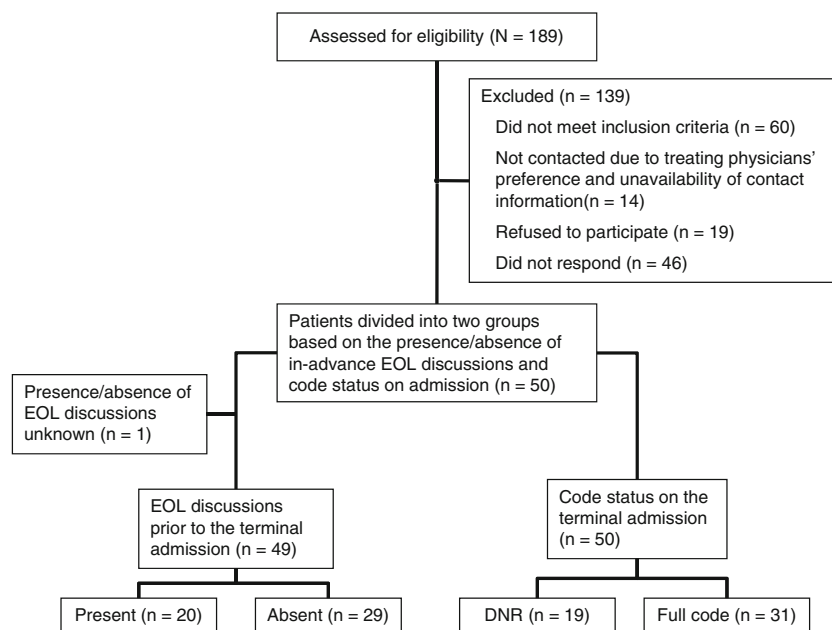 Assessed for eligibility (N = 189)
Excluded (n = 139)
Did not meet inclusion criteria (n = 60)
Not contacted due to treating physicians'
preference and unavailability of contact
information(n = 14)
Refused to participate (n = 19)
Did not respond (n = 46)
Patients divided into two groups
based on the presence/absence of
in-advance EOL discussions and
code status on admission (n = 50)
Presence/absence of
EOL discussions
unknown (n = 1)
EOL discussions
prior to the terminal
admission (n = 49)
Code status on the
terminal admission
(n = 50)
Present (n = 20)
Absent (n = 29)
DNR (n = 19)
Full code (n = 31)